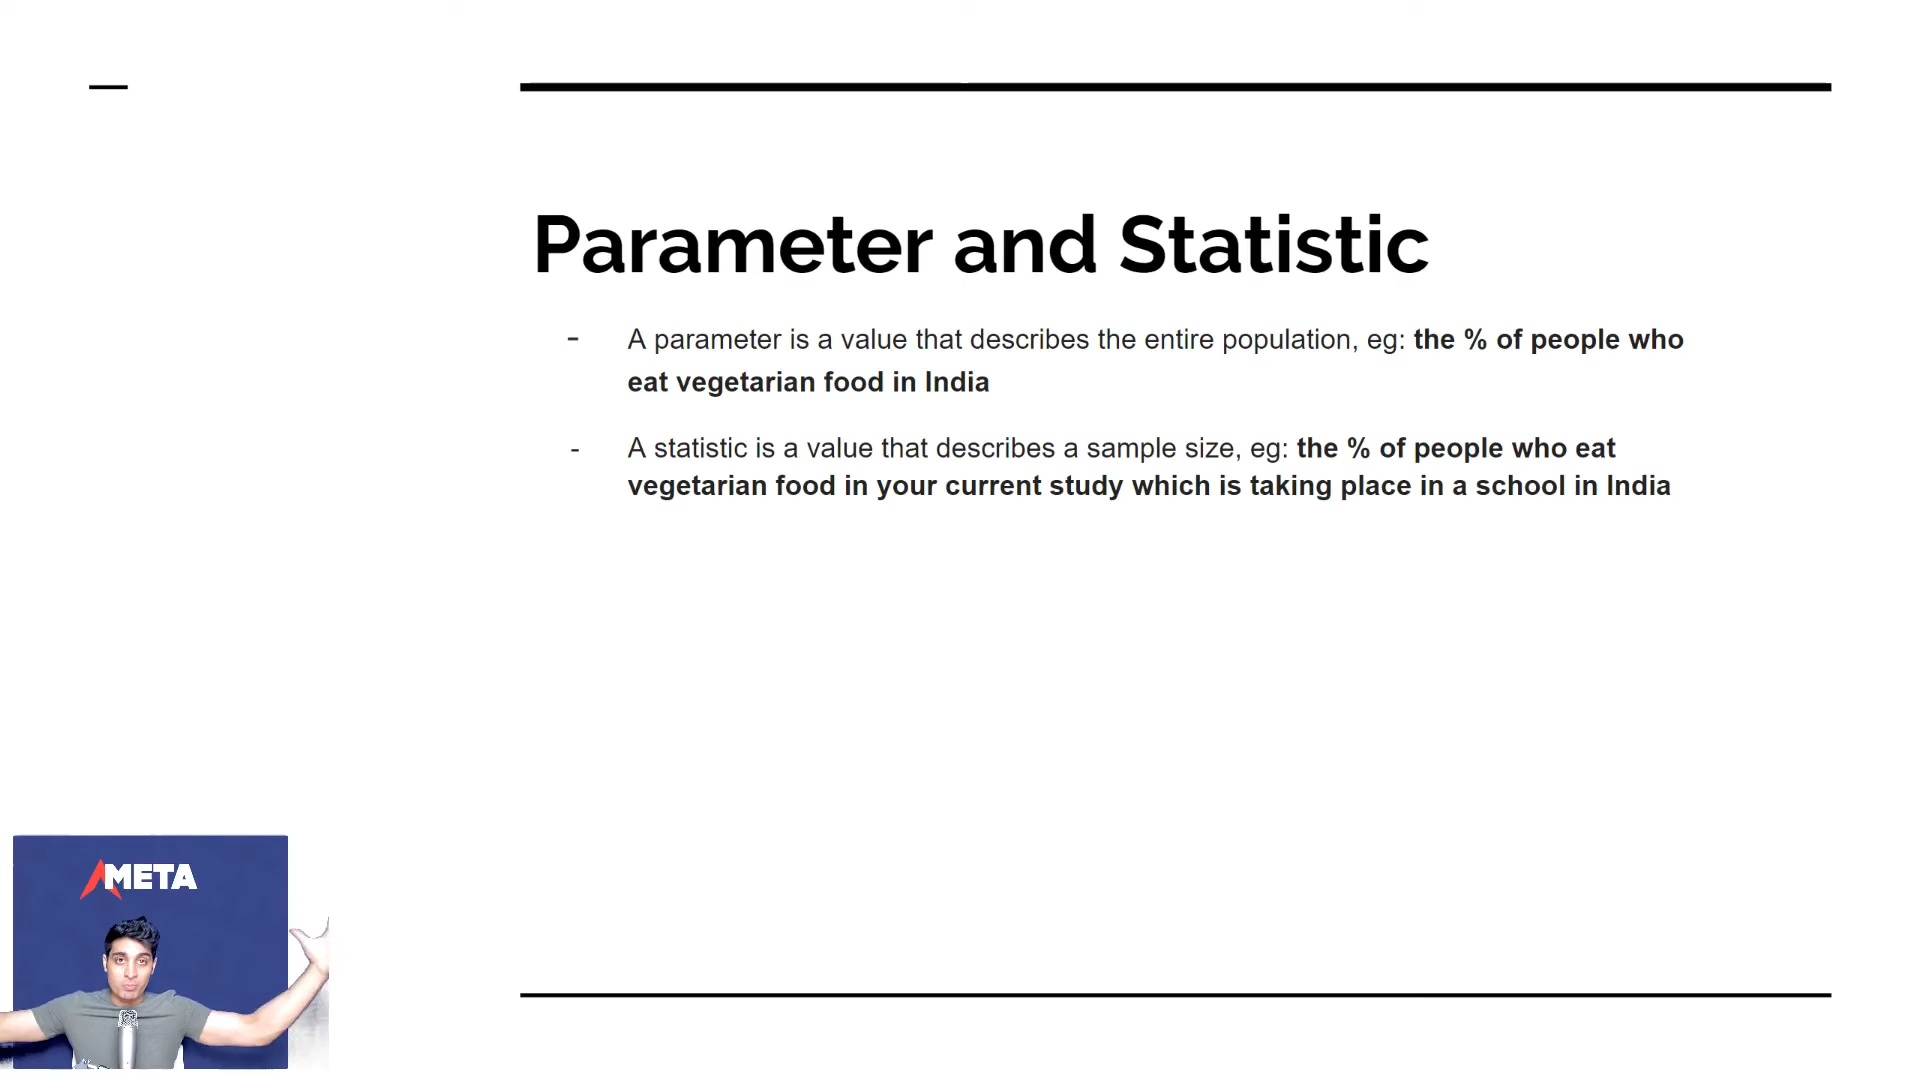 Parameter and Statistic
- A parameter is a value that describes the entire population, eg: the % of people who
eat vegetarian food in India
- A statistic is a value that describes a sample size, eg: the % of people who eat
vegetarian food in your current study which is taking place in a school in India
META